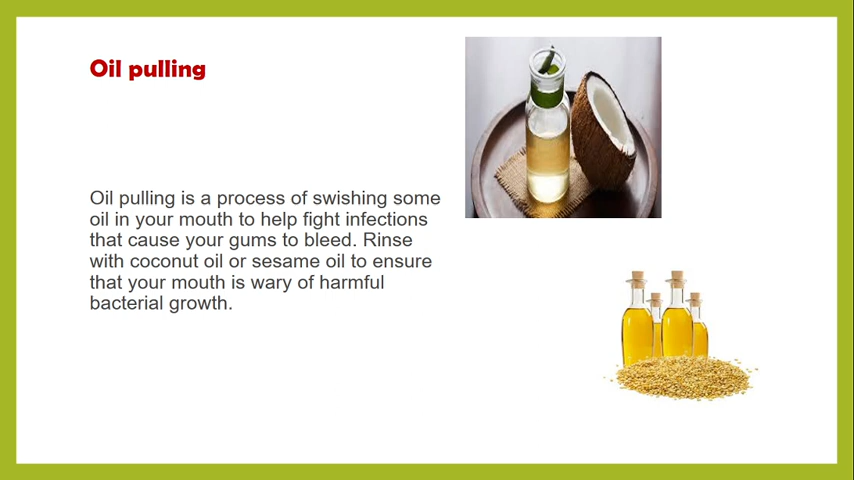 Oil pulling
Oil pulling is a process of swishing some
oil in your mouth to help fight infections
that cause your gums to bleed. Rinse
with coconut oil or sesame oil to ensure
that your mouth is wary of harmful
bacterial growth.